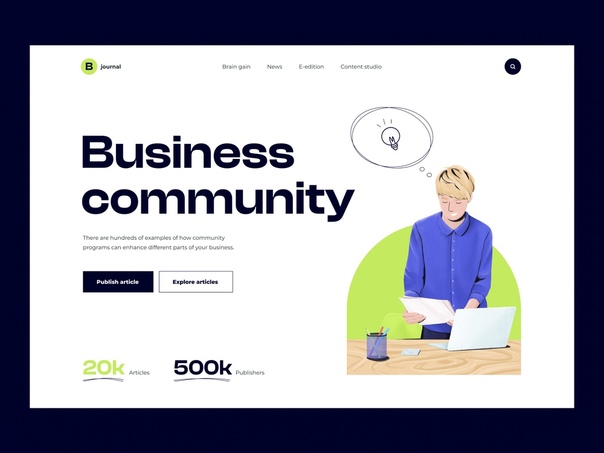 B journal
Brain gain
News
E-edition
Content studio
Business
community
There are hundreds of examples of how community
programs can enhance different parts of your business.
Publish article
Explore articles
20k Articles
500k Publishers